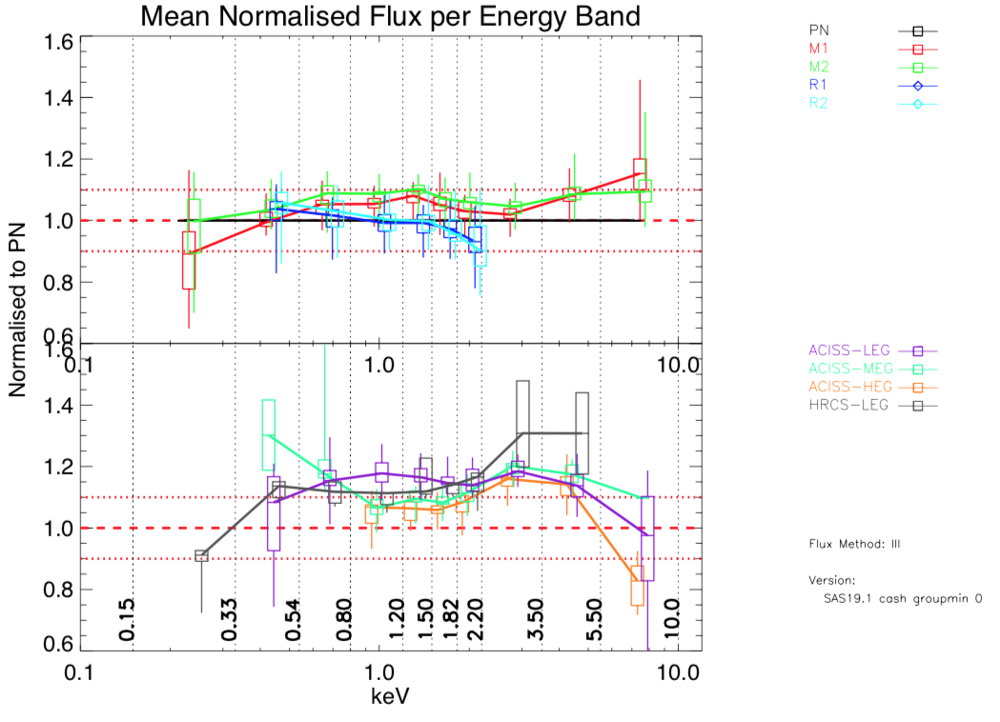 Mean Normalised Flux per Energy Band
Normalised to PN
1.6
1.4
1.2
1.0
0.8
0.6
0.1
1.0
10.0
1.6
1.4
1.2
1.0
0.8
0.6
0.15
0.33
0.54
0.80
1.20
1.50
1.82
2.20
3.50
5.50
10.0
0.1
1.0
10.0
keV
PN
M1
M2
R1
R2
ACISS-LEG
ACISS-MEG
ACISS-HEG
HRCS-LEG
Flux Method: III
Version:
SAS19.1 cash groupmin 0